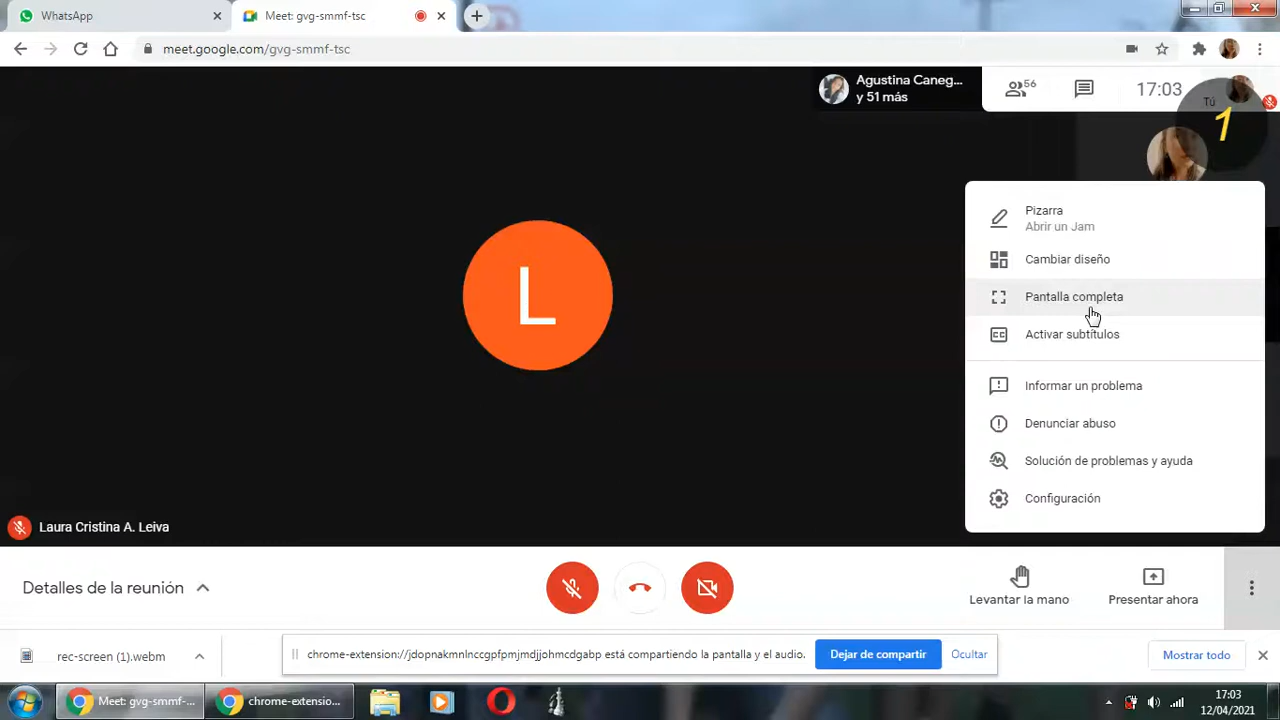 WhatsApp
Meet: gvg-smmf-tsc
meet.google.com/gvg-smmf-tsc
Agustina Caneg...
y 51 más
56
17:03
Tú
1
Pizarra
Abrir un Jam
Cambiar diseño
Pantalla completa
Activar subtítulos
Informar un problema
Denunciar abuso
Solución de problemas y ayuda
Configuración
L
Laura Cristina A. Leiva
Detalles de la reunión
Levantar la mano
Presentar ahora
rec-screen (1).webm
chrome-extension://jdopnakmnlnccgpfpmjmdjjohmcdgabp está compartiendo la pantalla y el audio.
Dejar de compartir
Ocultar
Mostrar todo
Meet: gvg-smmf-...
chrome-extensio...
17:03
12/04/2021